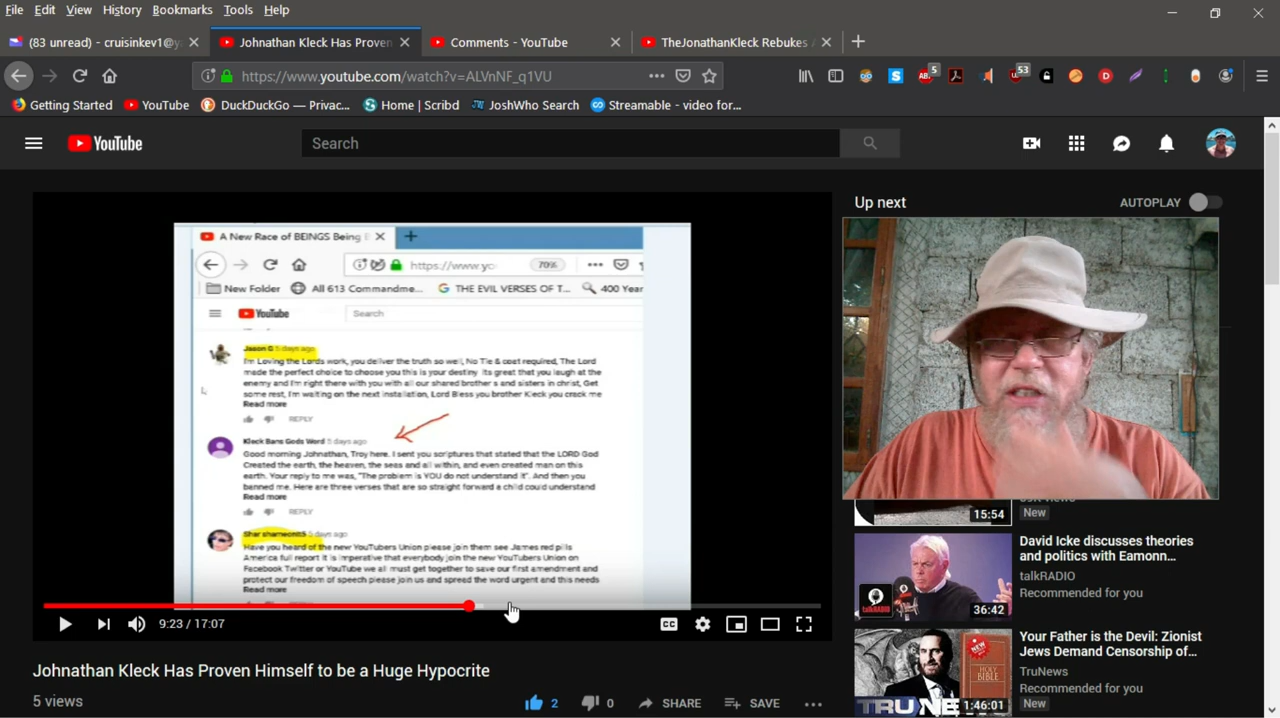 File Edit View History Bookmarks Tools Help
(83 unread) - cruisinkev1@y
Johnathan Kleck Has Proven
Comments - YouTube
TheJonathanKleck Rebukes
https://www.youtube.com/watch?v=ALVnNF_q1VU
5
53
Getting Started YouTube DuckDuckGo — Privac... Home | Scribd JoshWho Search Streamable - video for...
YouTube
Search
Up next
AUTOPLAY
A New Race of BEINGS Being
https://www.yo
70%
New Folder All 613 Commandme... THE EVIL VERSES OF T... 400 Year
YouTube
Search
Jason G 5 days ago
I'm Loving the Lords work, you deliver the truth so well, No Tie & coat required, The Lord
made the perfect choice to choose you this is your destiny Its great that you laugh at the
enemy and I'm right there with you with all our shared brother s and sisters in christ, Get
some rest, I'm waiting on the next installation, Lord Bless you brother Kleck you crack me
Read more
REPLY
Kleck Bans Gods Word 5 days ago
Good morning Johnathan, Troy here. I sent you scriptures that stated that the LORD God
Created the earth, the heaven, the seas and all within, and even created man on this
earth. Your reply to me was, "The problem is YOU do not understand it". And then you
banned me. Here are three verses that are so straight forward a child could understand
Read more
REPLY
5 days ago
Have you heard of the new YouTubers Union please join them see James red pills
America full report It is imperative that everybody join the new YouTubers Union on
Facebook Twitter or YouTube we all must get together to save our first amendment and
protect our freedom of speech please join us and spread the word urgent and this needs
Read more
9:23 / 17:07
CC
Johnathan Kleck Has Proven Himself to be a Huge Hypocrite
5 views
2 0 SHARE SAVE
15:54
New
David Icke discusses theories
and politics with Eamonn...
talkRADIO
Recommended for you
talkRADIO
36:42
Your Father is the Devil: Zionist
Jews Demand Censorship of...
TruNews
Recommended for you
New
HOLY BIBLE
TRUNE
1:46:01